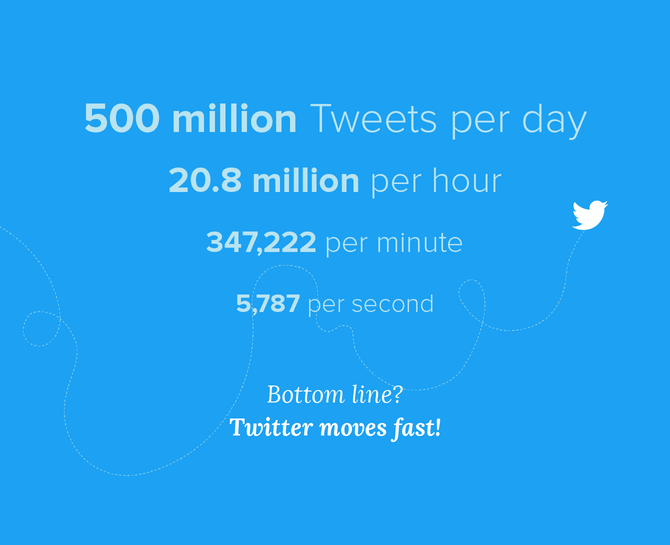 500 million Tweets per day
20.8 million per hour
347,222 per minute
5,787 per second
Bottom line?
Twitter moves fast!